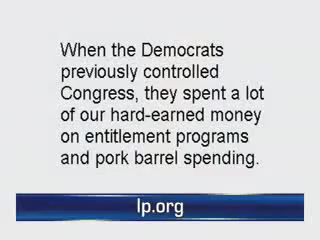 When the Democrats
previously controlled
Congress, they spent a lot
of our hard-earned money
on entitlement programs
and pork barrel spending.
lp.org